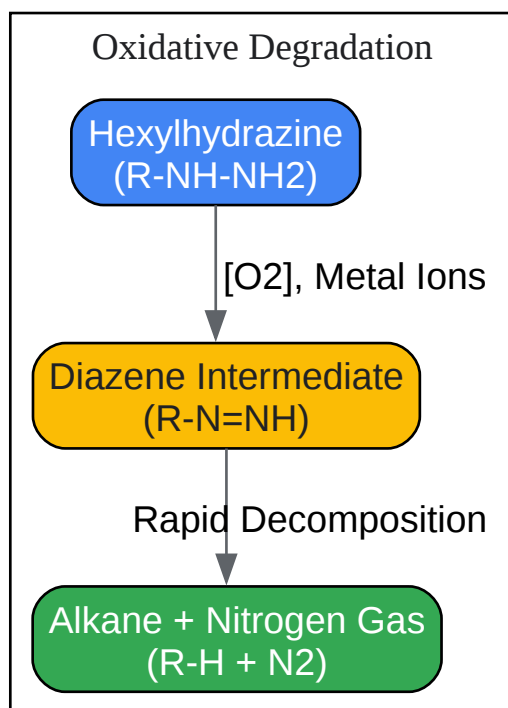 Oxidative Degradation
Hexylhydrazine
(R-NH-NH2)
[O2], Metal Ions
Diazene Intermediate
(R-N=NH)
Rapid Decomposition
Alkane + Nitrogen Gas
(R-H + N2)